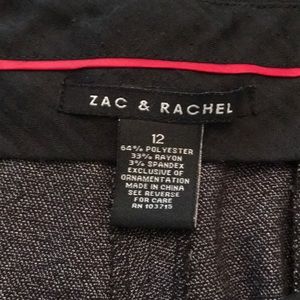 ZAC & RACHEL
12
64% POLYESTER
33% RAYON
3% SPANDEX
EXCLUSIVE OF
ORNAMENTATION
MADE IN CHINA
SEE REVERSE
FOR CARE
RN 103715